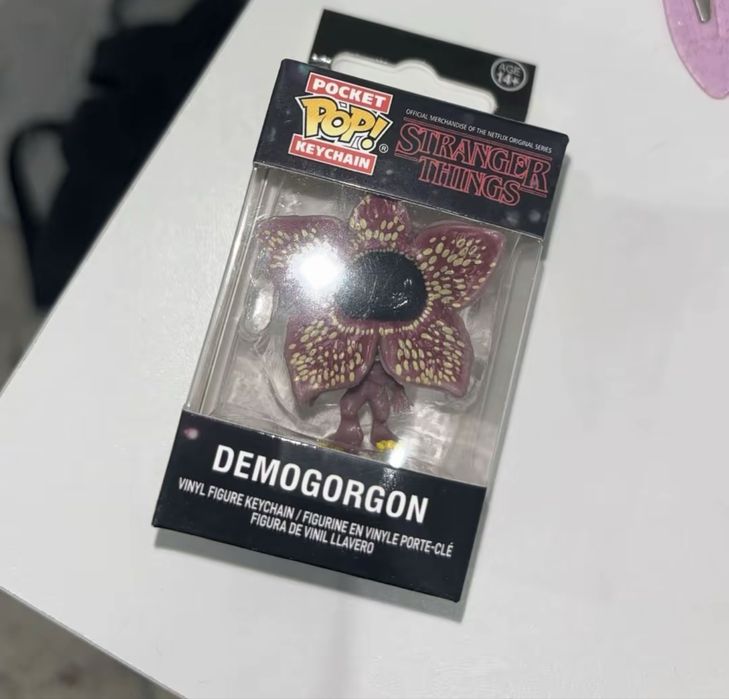 AGE
14+
POCKET
POP!®
KEYCHAIN
OFFICIAL MERCHANDISE OF THE NETFLIX ORIGINAL SERIES
STRANGER
THINGS
DEMOGORGON
VINYL FIGURE KEYCHAIN / FIGURINE EN VINYLE PORTE-CLÉ
FIGURA DE VINIL LLAVERO